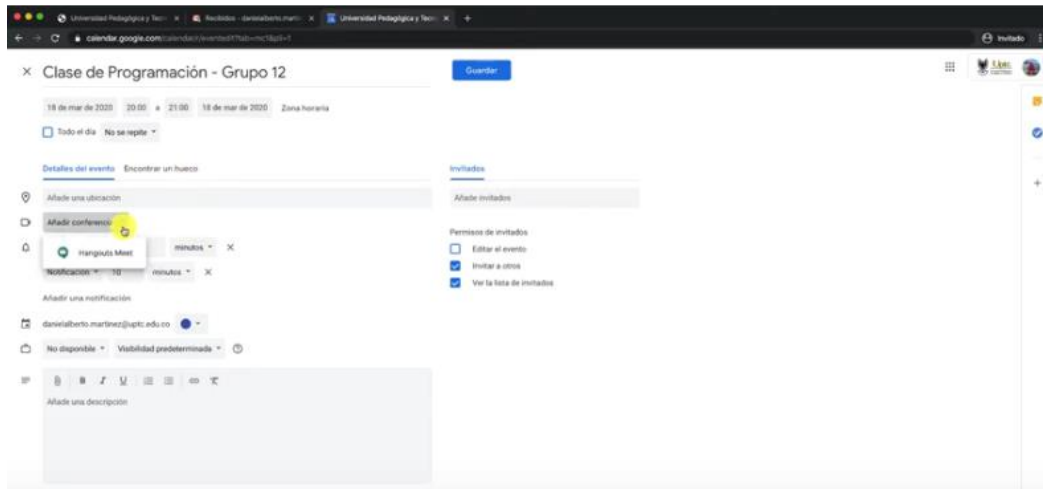 Universidad Pedagógica y Tecn
Recibidos - danielalberto.marti
Universidad Pedagógica y Tecn
calendar.google.com
Invitado
Clase de Programación - Grupo 12
Guardar
Uptc
18 de mar de 2020 20:00 a 21:00 18 de mar de 2020 Zona horaria
Todo el día No se repite
Detalles del evento Encontrar un hueco
Invitados
Añade una ubicación
Añade invitados
Añadir conferenci
Permisos de invitados
Hangouts Meet
minutos
Editar el evento
Invitar a otros
Notificación 10 minutos
Ver la lista de invitados
Añadir una notificación
danielalberto.martinez@uptc.edu.co
No disponible Visibilidad predeterminada
B I U
Añade una descripción